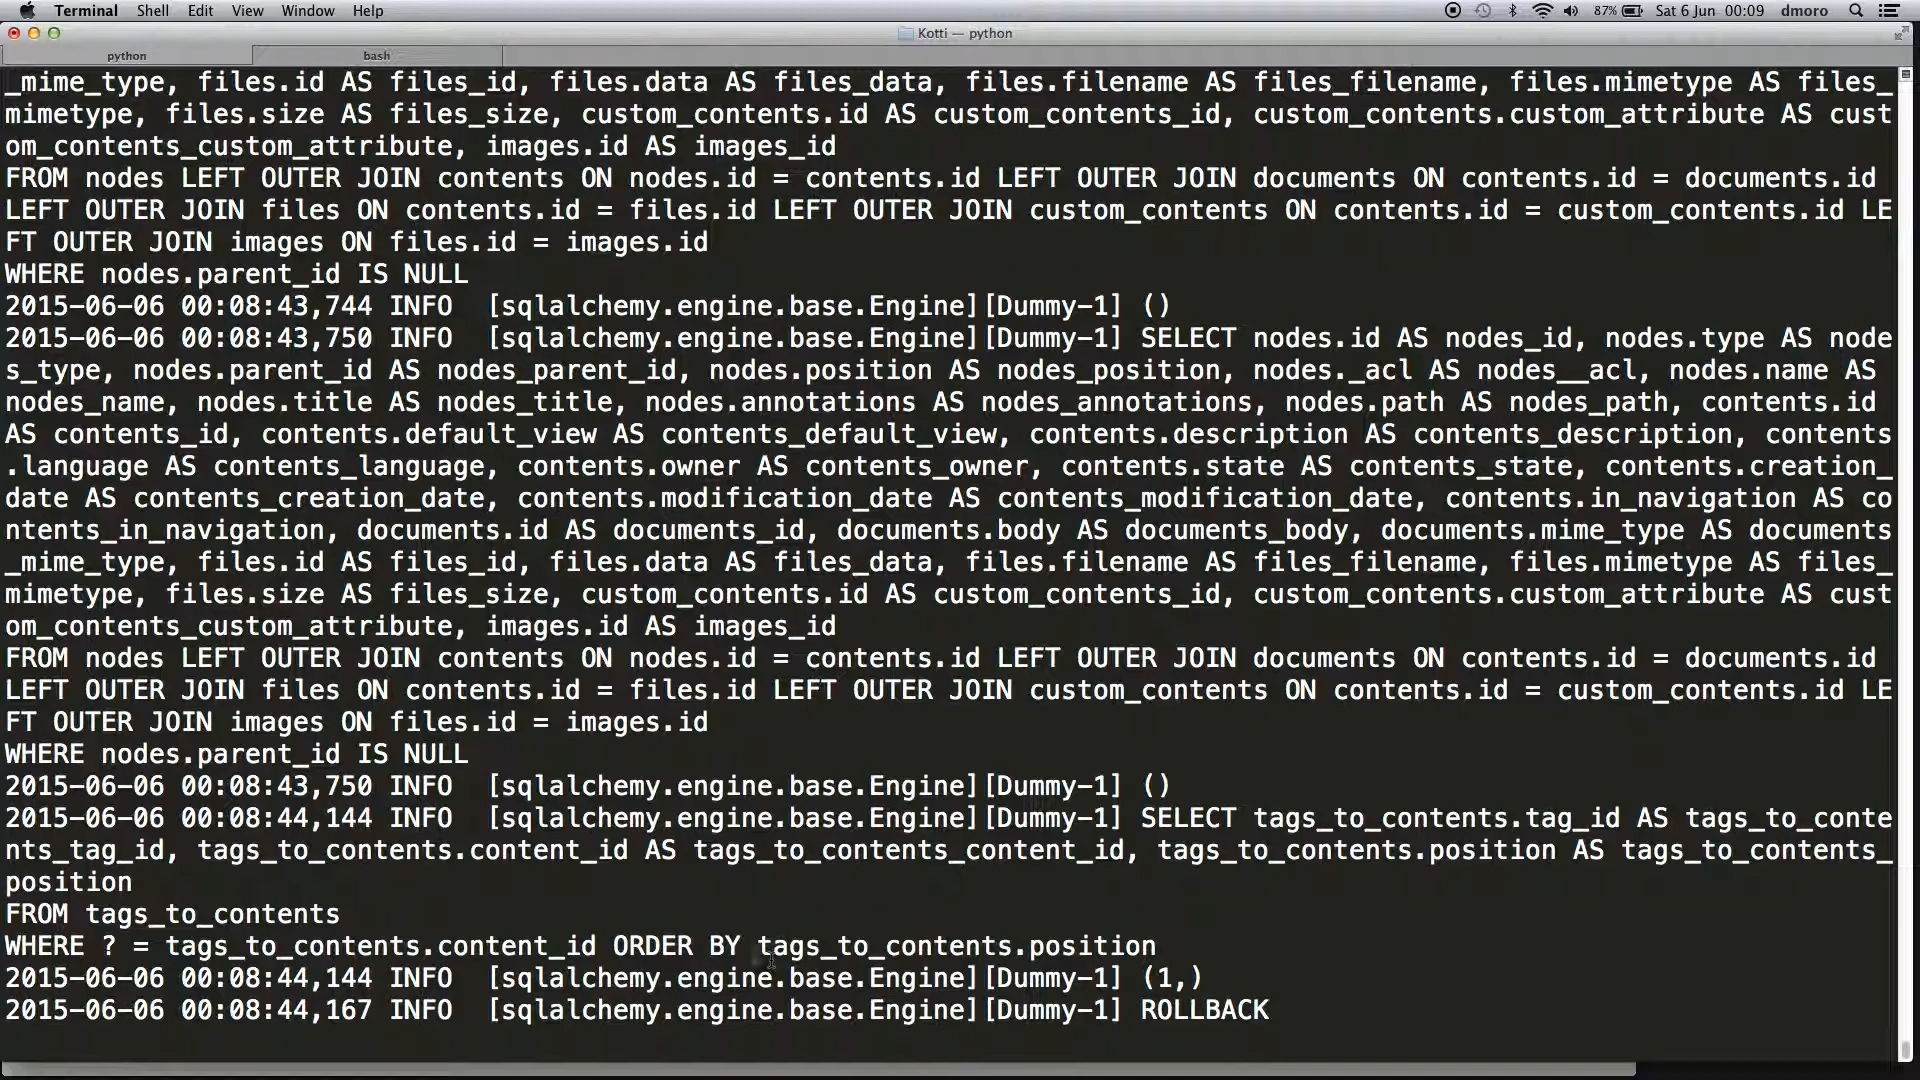 Terminal Shell Edit View Window Help 87% Sat 6 Jun 00:09 dmoro
Kotti — python
python bash
_mime_type, files.id AS files_id, files.data AS files_data, files.filename AS files_filename, files.mimetype AS files_
mimetype, files.size AS files_size, custom_contents.id AS custom_contents_id, custom_contents.custom_attribute AS cust
om_contents_custom_attribute, images.id AS images_id
FROM nodes LEFT OUTER JOIN contents ON nodes.id = contents.id LEFT OUTER JOIN documents ON contents.id = documents.id
LEFT OUTER JOIN files ON contents.id = files.id LEFT OUTER JOIN custom_contents ON contents.id = custom_contents.id LE
FT OUTER JOIN images ON files.id = images.id
WHERE nodes.parent_id IS NULL
2015-06-06 00:08:43,744 INFO  [sqlalchemy.engine.base.Engine][Dummy-1] ()
2015-06-06 00:08:43,750 INFO  [sqlalchemy.engine.base.Engine][Dummy-1] SELECT nodes.id AS nodes_id, nodes.type AS node
s_type, nodes.parent_id AS nodes_parent_id, nodes.position AS nodes_position, nodes._acl AS nodes__acl, nodes.name AS
nodes_name, nodes.title AS nodes_title, nodes.annotations AS nodes_annotations, nodes.path AS nodes_path, contents.id
AS contents_id, contents.default_view AS contents_default_view, contents.description AS contents_description, contents
.language AS contents_language, contents.owner AS contents_owner, contents.state AS contents_state, contents.creation_
date AS contents_creation_date, contents.modification_date AS contents_modification_date, contents.in_navigation AS co
ntents_in_navigation, documents.id AS documents_id, documents.body AS documents_body, documents.mime_type AS documents
_mime_type, files.id AS files_id, files.data AS files_data, files.filename AS files_filename, files.mimetype AS files_
mimetype, files.size AS files_size, custom_contents.id AS custom_contents_id, custom_contents.custom_attribute AS cust
om_contents_custom_attribute, images.id AS images_id
FROM nodes LEFT OUTER JOIN contents ON nodes.id = contents.id LEFT OUTER JOIN documents ON contents.id = documents.id
LEFT OUTER JOIN files ON contents.id = files.id LEFT OUTER JOIN custom_contents ON contents.id = custom_contents.id LE
FT OUTER JOIN images ON files.id = images.id
WHERE nodes.parent_id IS NULL
2015-06-06 00:08:43,750 INFO  [sqlalchemy.engine.base.Engine][Dummy-1] ()
2015-06-06 00:08:44,144 INFO  [sqlalchemy.engine.base.Engine][Dummy-1] SELECT tags_to_contents.tag_id AS tags_to_conte
nts_tag_id, tags_to_contents.content_id AS tags_to_contents_content_id, tags_to_contents.position AS tags_to_contents_
position
FROM tags_to_contents
WHERE ? = tags_to_contents.content_id ORDER BY tags_to_contents.position
2015-06-06 00:08:44,144 INFO  [sqlalchemy.engine.base.Engine][Dummy-1] (1,)
2015-06-06 00:08:44,167 INFO  [sqlalchemy.engine.base.Engine][Dummy-1] ROLLBACK